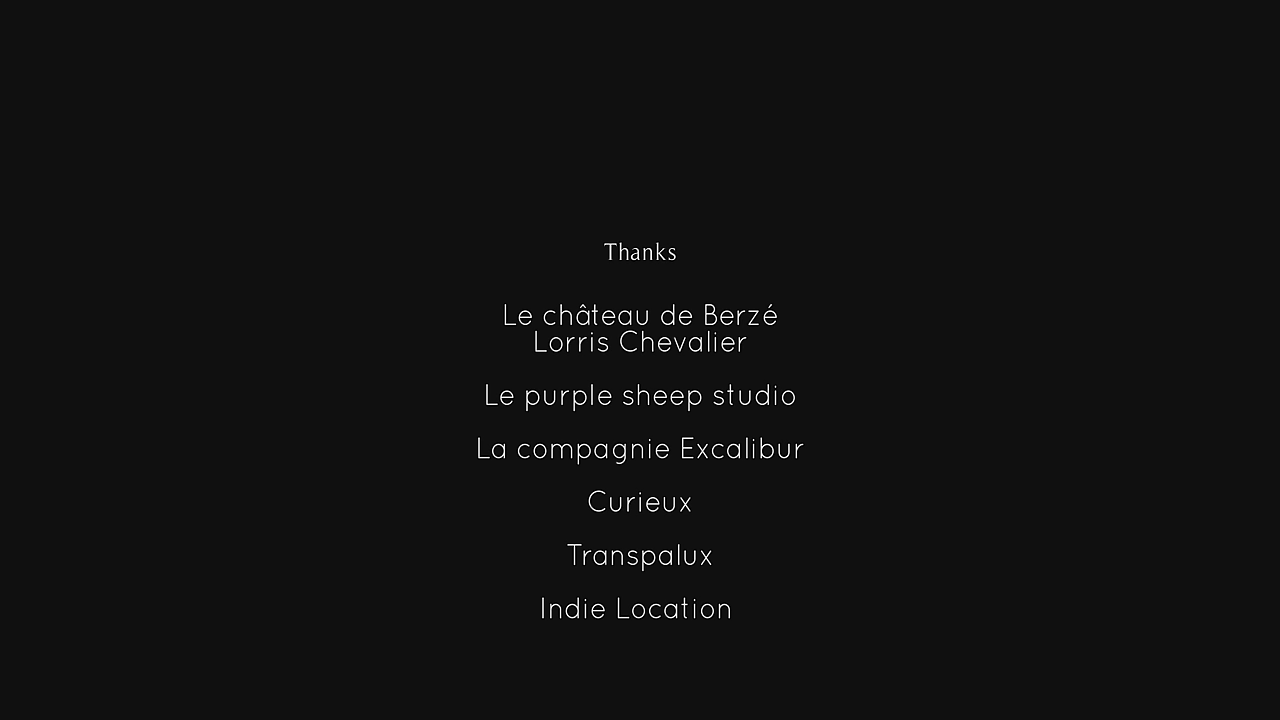 Thanks
Le château de Berzé
Lorris Chevalier
Le purple sheep studio
La compagnie Excalibur
Curieux
Transpalux
Indie Location